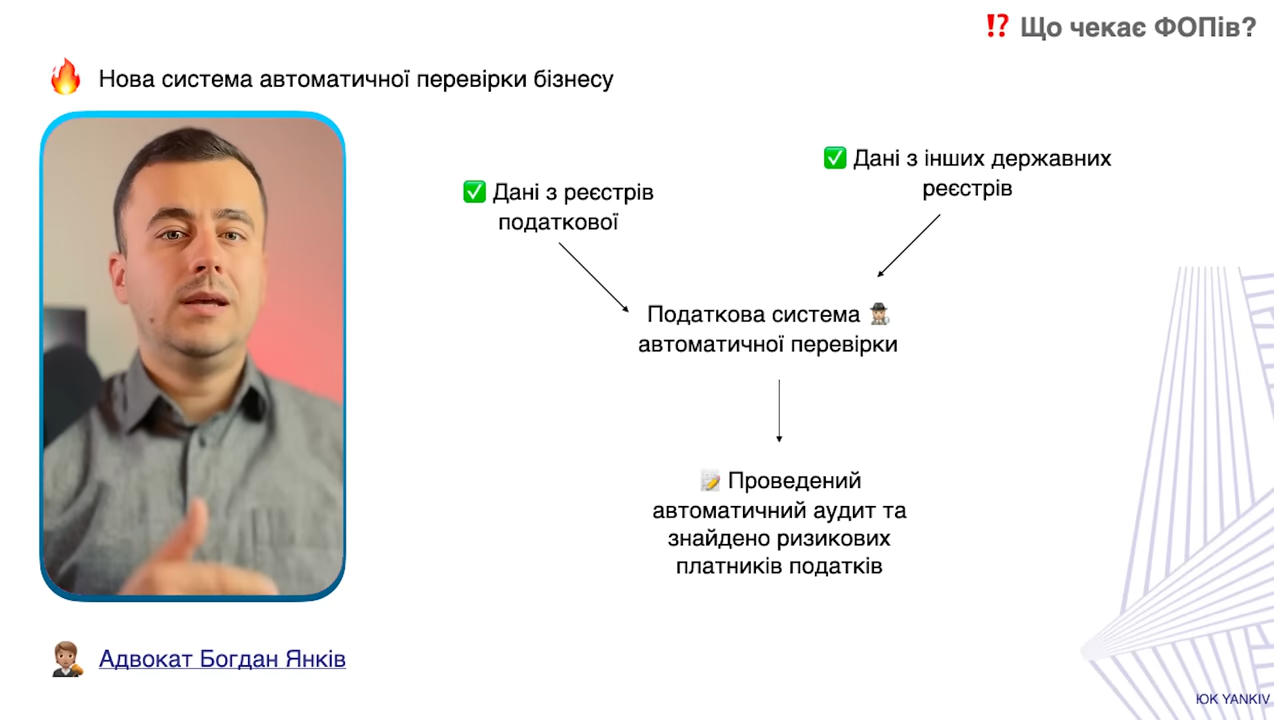 ⁉️ Що чекає ФОПів?
🔥 Нова система автоматичної перевірки бізнесу
✅ Дані з реєстрів
податкової
✅ Дані з інших державних
реєстрів
Податкова система 🕵
автоматичної перевірки
📝 Проведений
автоматичний аудит та
знайдено ризикових
платників податків
Адвокат Богдан Янків
ЮК YANKIV